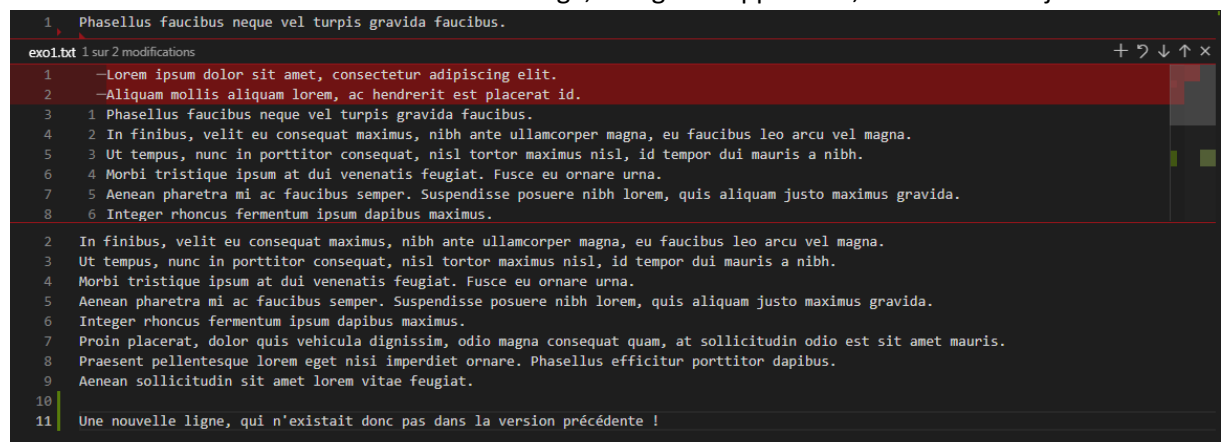 1 Phasellus faucibus neque vel turpis gravida faucibus.
exo1.txt 1 sur 2 modifications
1 —Lorem ipsum dolor sit amet, consectetur adipiscing elit.
2 —Aliquam mollis aliquam lorem, ac hendrerit est placerat id.
3 1 Phasellus faucibus neque vel turpis gravida faucibus.
4 2 In finibus, velit eu consequat maximus, nibh ante ullamcorper magna, eu faucibus leo arcu vel magna.
5 3 Ut tempus, nunc in porttitor consequat, nisl tortor maximus nisl, id tempor dui mauris a nibh.
6 4 Morbi tristique ipsum at dui venenatis feugiat. Fusce eu ornare urna.
7 5 Aenean pharetra mi ac faucibus semper. Suspendisse posuere nibh lorem, quis aliquam justo maximus gravida.
8 6 Integer rhoncus fermentum ipsum dapibus maximus.
2 In finibus, velit eu consequat maximus, nibh ante ullamcorper magna, eu faucibus leo arcu vel magna.
3 Ut tempus, nunc in porttitor consequat, nisl tortor maximus nisl, id tempor dui mauris a nibh.
4 Morbi tristique ipsum at dui venenatis feugiat. Fusce eu ornare urna.
5 Aenean pharetra mi ac faucibus semper. Suspendisse posuere nibh lorem, quis aliquam justo maximus gravida.
6 Integer rhoncus fermentum ipsum dapibus maximus.
7 Proin placerat, dolor quis vehicula dignissim, odio magna consequat quam, at sollicitudin odio est sit amet mauris.
8 Praesent pellentesque lorem eget nisi imperdiet ornare. Phasellus efficitur porttitor dapibus.
9 Aenean sollicitudin sit amet lorem vitae feugiat.
10
11 Une nouvelle ligne, qui n'existait donc pas dans la version précédente !